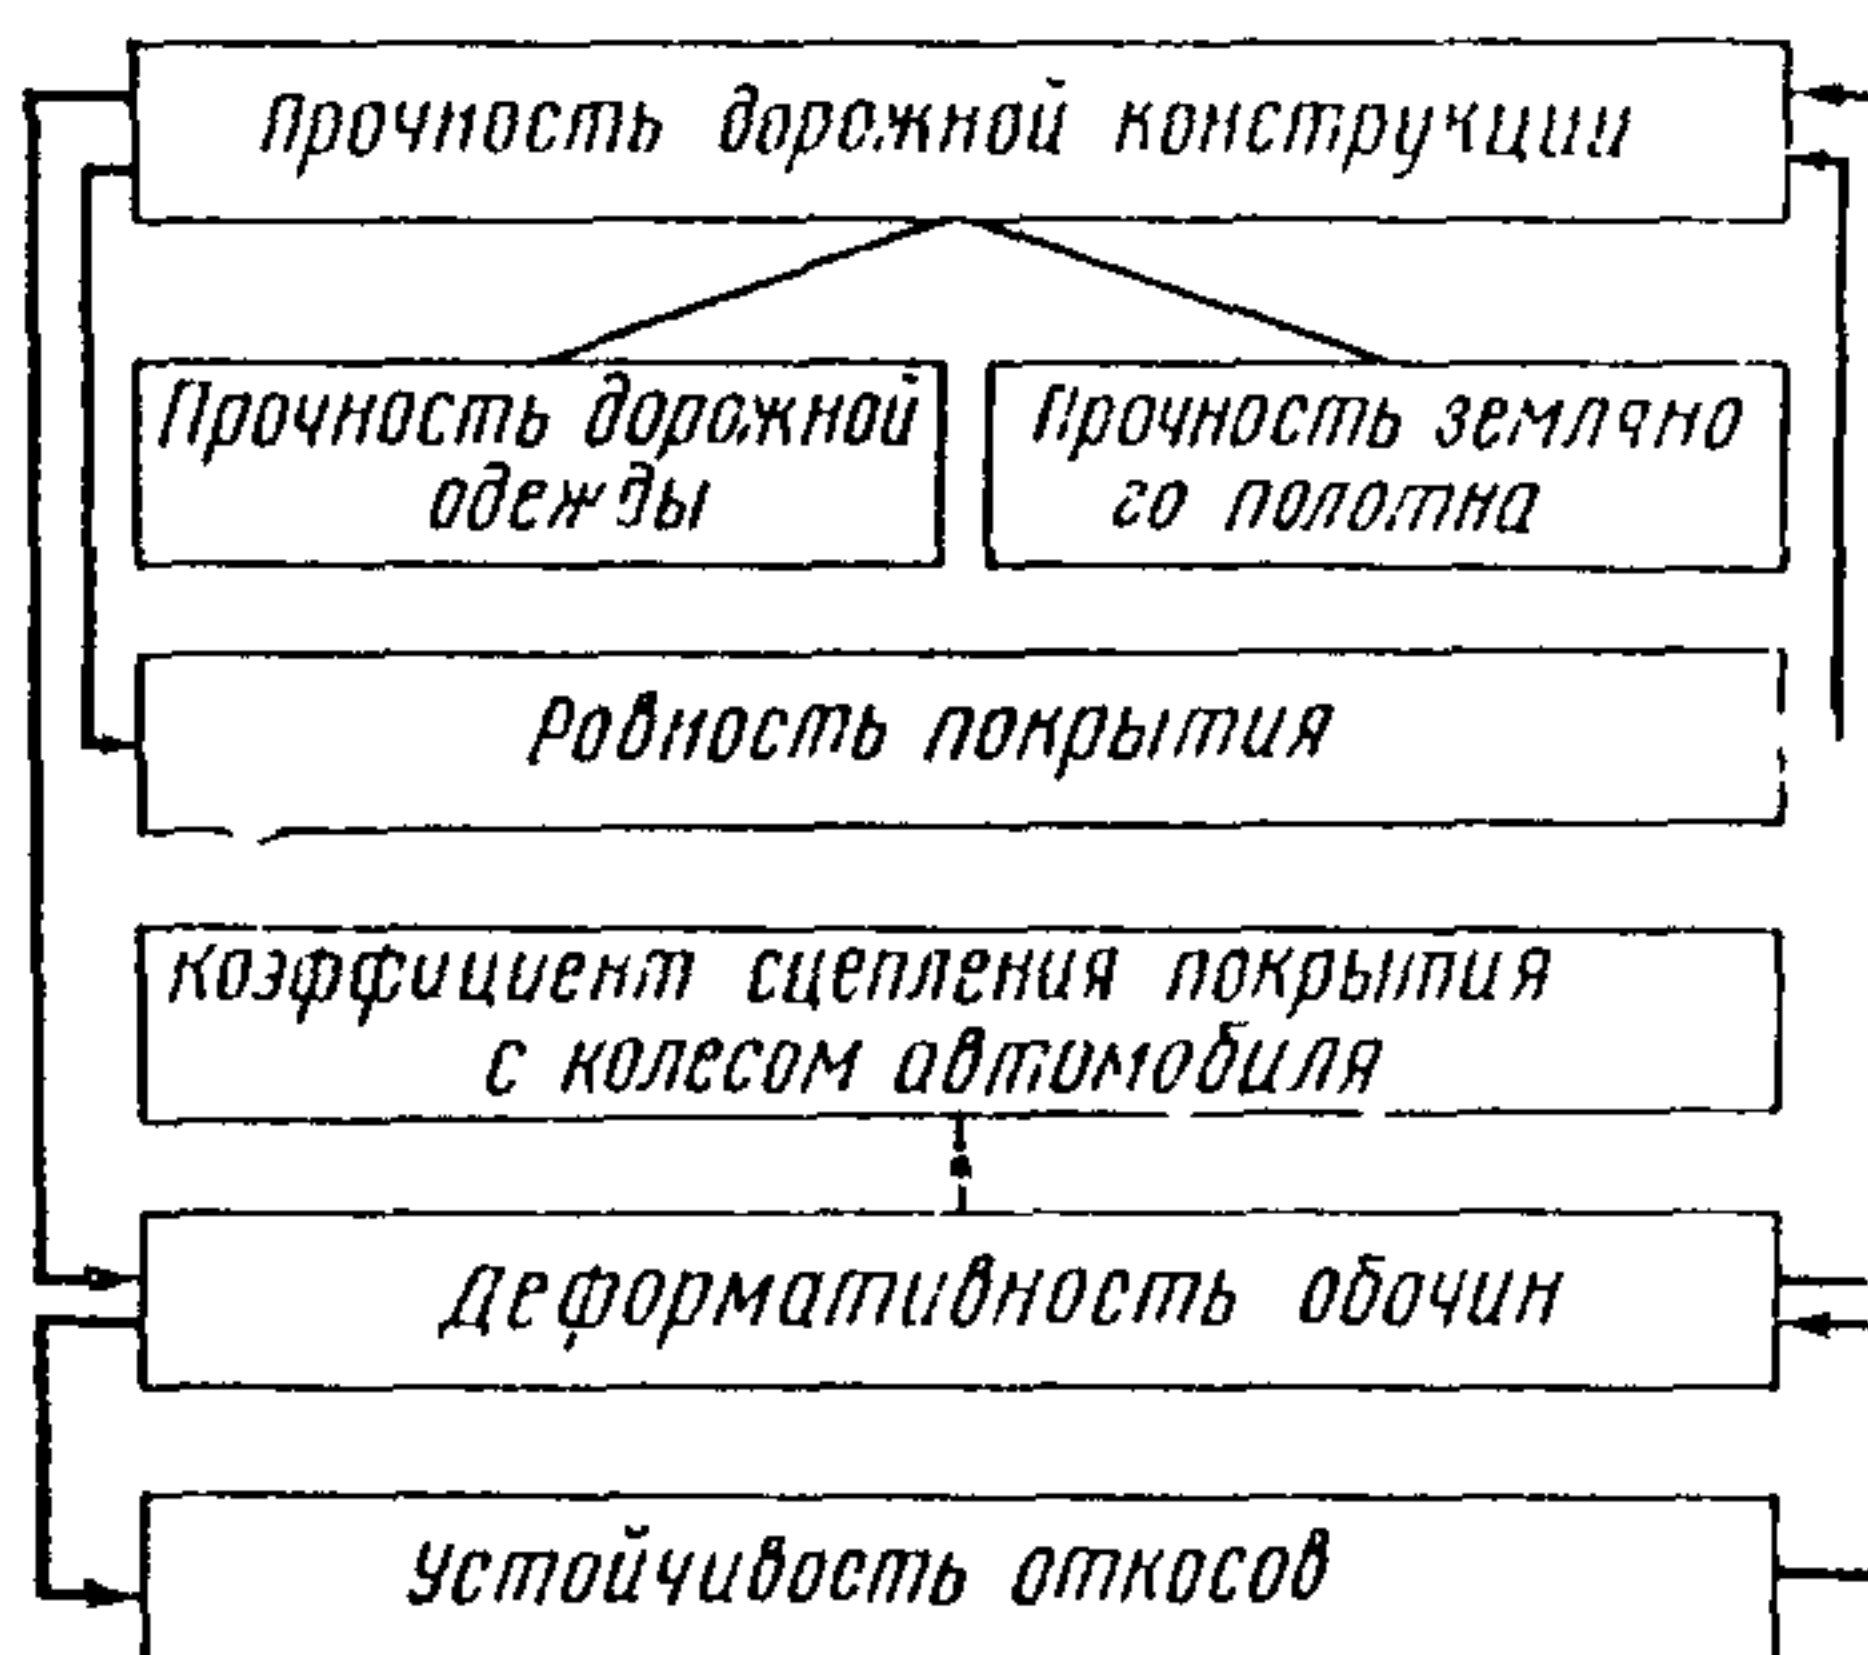 Прочность дорожной конструкции
Прочность дорожной
одежды
Прочность земляно
го полотна
Ровность покрытия
Коэффициент сцепления покрытия
с колесом автомобиля
Деформативность обочин
Устойчивость откосов